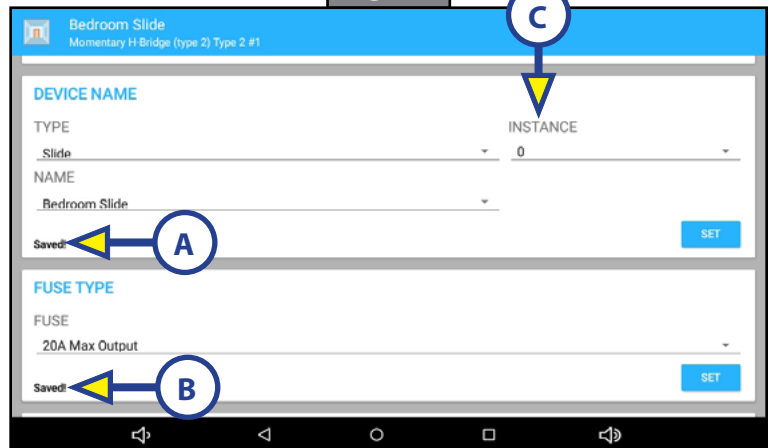 C
Bedroom Slide
Momentary H-Bridge (type 2) Type 2 #1
DEVICE NAME
TYPE INSTANCE
Slide 0
NAME
Bedroom Slide
Saved! A SET
FUSE TYPE
FUSE
20A Max Output
Saved! B SET